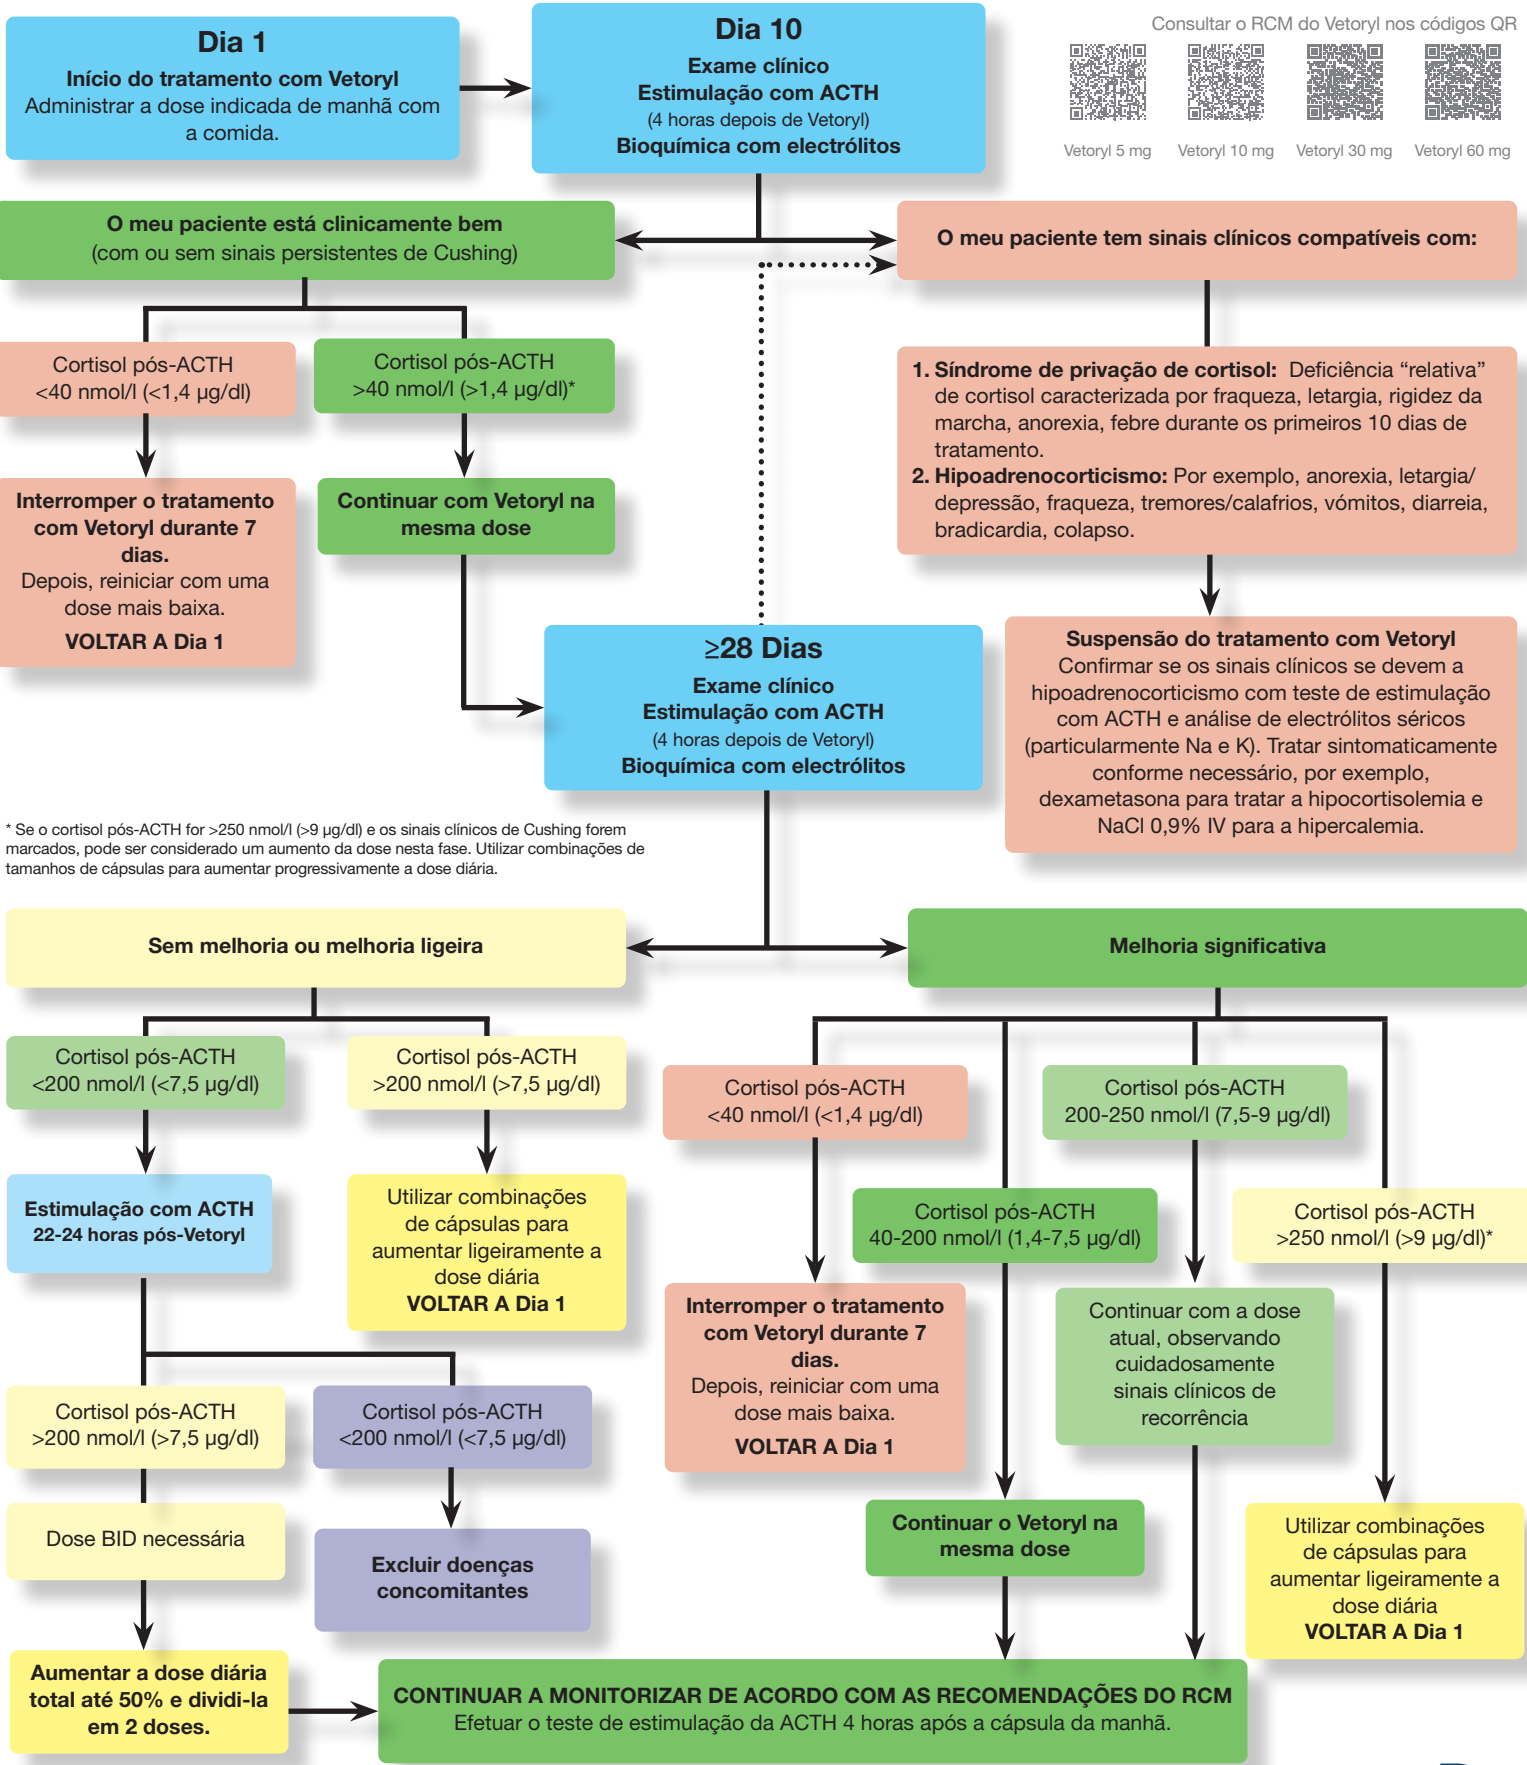 Dia 1
Início do tratamento com Vetoryl
Administrar a dose indicada de manhã com
a comida.
Dia 10
Exame clínico
Estimulação com ACTH
(4 horas depois de Vetoryl)
Bioquímica com electrólitos
Consultar o RCM do Vetoryl nos códigos QR
Vetoryl 5 mg
Vetoryl 10 mg
Vetoryl 30 mg
Vetoryl 60 mg
O meu paciente está clinicamente bem
(com ou sem sinais persistentes de Cushing)
O meu paciente tem sinais clínicos compatíveis com:
Cortisol pós-ACTH
<40 nmol/l (<1,4 µg/dl)
Cortisol pós-ACTH
>40 nmol/l (>1,4 µg/dl)*
1. Síndrome de privação de cortisol: Deficiência “relativa”
de cortisol caracterizada por fraqueza, letargia, rigidez da
marcha, anorexia, febre durante os primeiros 10 dias de
tratamento.
2. Hipoadrenocorticismo: Por exemplo, anorexia, letargia/
depressão, fraqueza, tremores/calafrios, vómitos, diarreia,
bradicardia, colapso.
Interromper o tratamento
com Vetoryl durante 7
dias.
Depois, reiniciar com uma
dose mais baixa.
VOLTAR A Dia 1
Continuar com Vetoryl na
mesma dose
≥28 Dias
Exame clínico
Estimulação com ACTH
(4 horas depois de Vetoryl)
Bioquímica com electrólitos
Suspensão do tratamento com Vetoryl
Confirmar se os sinais clínicos se devem a
hipoadrenocorticismo com teste de estimulação
com ACTH e análise de electrólitos séricos
(particularmente Na e K). Tratar sintomaticamente
conforme necessário, por exemplo,
dexametasona para tratar a hipocortisolemia e
NaCl 0,9% IV para a hipercalemia.
* Se o cortisol pós-ACTH for >250 nmol/l (>9 µg/dl) e os sinais clínicos de Cushing forem
marcados, pode ser considerado um aumento da dose nesta fase. Utilizar combinações de
tamanhos de cápsulas para aumentar progressivamente a dose diária.
Sem melhoria ou melhoria ligeira
Melhoria significativa
Cortisol pós-ACTH
<200 nmol/l (<7,5 µg/dl)
Cortisol pós-ACTH
>200 nmol/l (>7,5 µg/dl)
Cortisol pós-ACTH
<40 nmol/l (<1,4 µg/dl)
Cortisol pós-ACTH
200-250 nmol/l (7,5-9 µg/dl)
Estimulação com ACTH
22-24 horas pós-Vetoryl
Utilizar combinações
de cápsulas para
aumentar ligeiramente a
dose diária
VOLTAR A Dia 1
Cortisol pós-ACTH
40-200 nmol/l (1,4-7,5 µg/dl)
Cortisol pós-ACTH
>250 nmol/l (>9 µg/dl)*
Interromper o tratamento
com Vetoryl durante 7
dias.
Depois, reiniciar com uma
dose mais baixa.
VOLTAR A Dia 1
Continuar com a dose
atual, observando
cuidadosamente
sinais clínicos de
recorrência
Cortisol pós-ACTH
>200 nmol/l (>7,5 µg/dl)
Cortisol pós-ACTH
<200 nmol/l (<7,5 µg/dl)
Dose BID necessária
Excluir doenças
concomitantes
Continuar o Vetoryl na
mesma dose
Utilizar combinações
de cápsulas para
aumentar ligeiramente a
dose diária
VOLTAR A Dia 1
Aumentar a dose diária
total até 50% e dividi-la
em 2 doses.
CONTINUAR A MONITORIZAR DE ACORDO COM AS RECOMENDAÇÕES DO RCM
Efetuar o teste de estimulação da ACTH 4 horas após a cápsula da manhã.